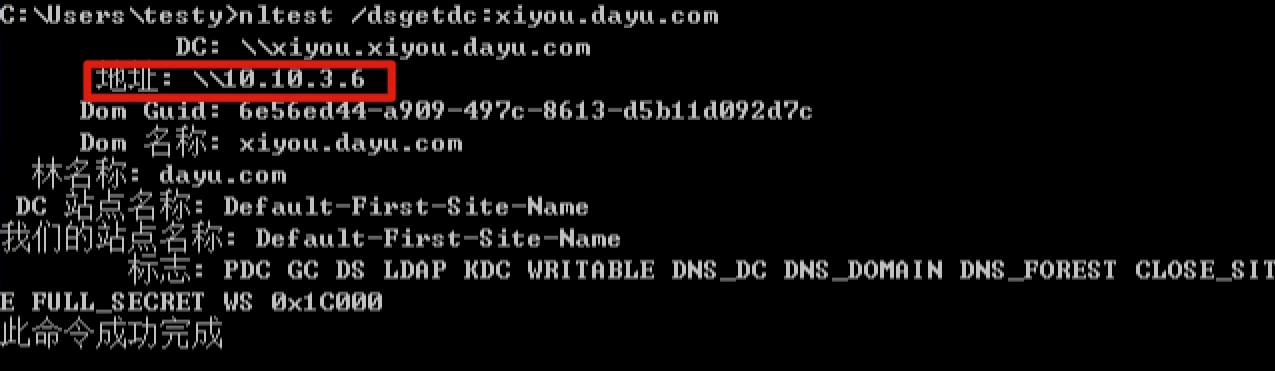 C:\Users\testy>nltest /dsgetdc:xiyou.dayu.com
DC: \\xiyou.xiyou.dayu.com
地址: \\10.10.3.6
Dom Guid: 6e56ed44-a909-497c-8613-d5b11d092d7c
Dom 名称: xiyou.dayu.com
林名称: dayu.com
DC 站点名称: Default-First-Site-Name
我们的站点名称: Default-First-Site-Name
标志: PDC GC DS LDAP KDC WRITABLE DNS_DC DNS_DOMAIN DNS_FOREST CLOSE_SIT
E FULL_SECRET WS 0x1C000
此命令成功完成